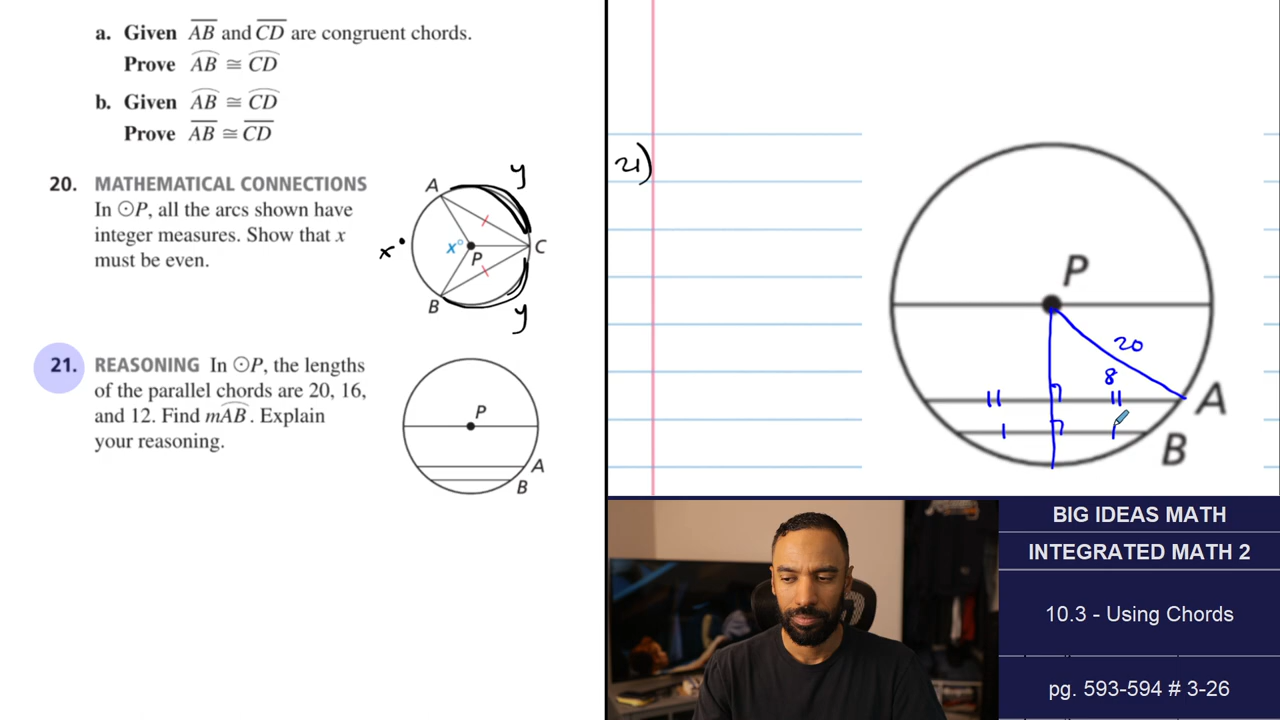 a. Given AB and CD are congruent chords.
Prove AB ≅ CD
b. Given AB ≅ CD
Prove AB ≅ CD
20. MATHEMATICAL CONNECTIONS
In ⊙P, all the arcs shown have
integer measures. Show that x
must be even.
A
y
x°
x°
P
C
B
y
21. REASONING In ⊙P, the lengths
of the parallel chords are 20, 16,
and 12. Find mAB. Explain
your reasoning.
P
A
B
21)
P
20
8
A
B
BIG IDEAS MATH
INTEGRATED MATH 2
10.3 - Using Chords
pg. 593-594 # 3-26